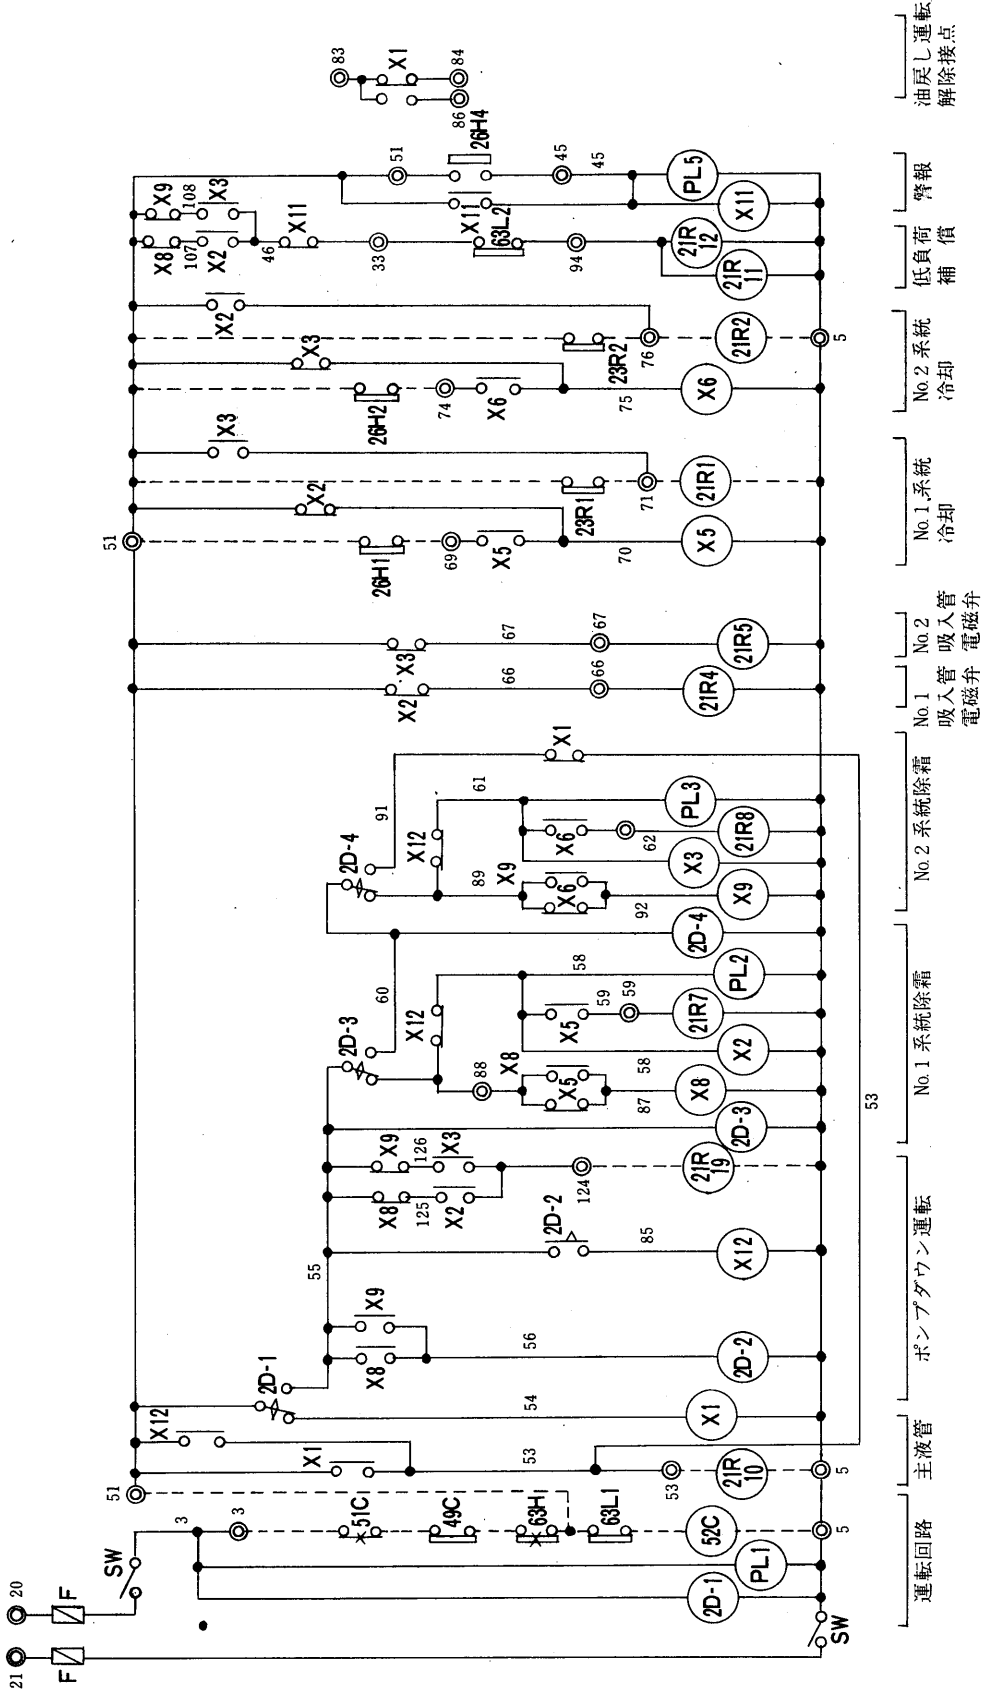 21
20
F
F
SW
SW
3
3
51
51
X12
X1
2D-1
51C
49C
63H
63L1
52C
PL1
2D-1
5
53
53
21R
10
5
54
X1
55
X8
X9
56
2D-2
2D-2
85
X12
X8
X9
125
126
X2
X3
124
21R
19
2D-3
2D-3
60
X12
88
X8
X5
87
X8
58
X2
X5
59
59
21R7
58
PL2
2D-4
2D-4
91
X12
89
X9
X6
92
X9
X3
X6
62
21R8
61
PL3
X1
53
X2
66
66
21R4
X3
67
67
21R5
26H1
69
X5
70
X5
X2
23R1
71
21R1
X3
26H2
74
X6
75
X6
X3
23R2
76
21R2
5
X2
X8
X9
107
108
X2
X3
46
X11
33
63L2
94
21R
11
21R
12
X11
51
26H4
45
45
X11
PL5
83
X1
86
84
運転回路
主液管
ポンプダウン運転
No.1系統除霜
No.2系統除霜
No.1
吸入管
電磁弁
No.2
吸入管
電磁弁
No.1系統
冷却
No.2系統
冷却
低負荷
補償
警報
油戻し運転
解除接点